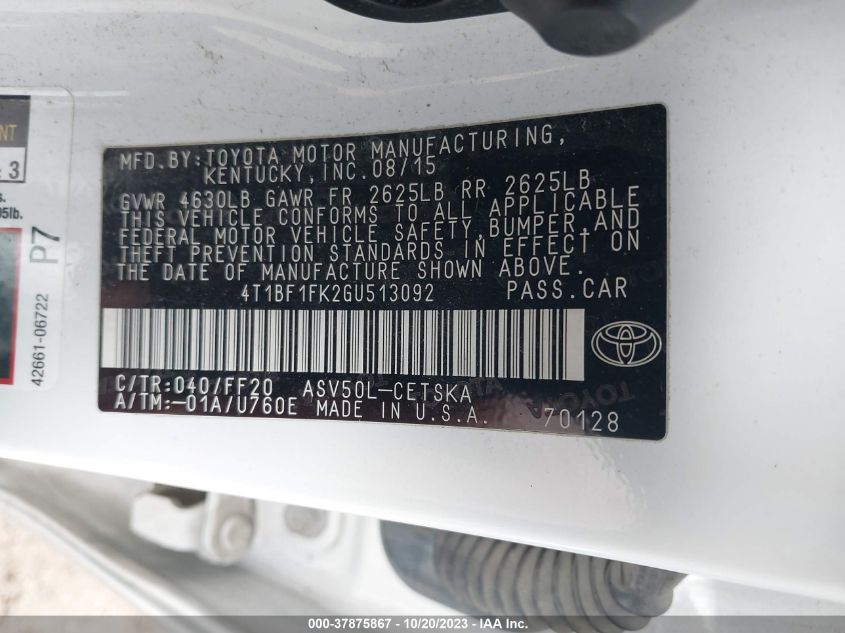 NT
: 3
s.
95lb.
P7
42661-06722
MFD.BY:TOYOTA MOTOR MANUFACTURING,
KENTUCKY, INC.08/15
GVWR 4630LB GAWR FR 2625LB RR 2625LB
THIS VEHICLE CONFORMS TO ALL APPLICABLE
FEDERAL MOTOR VEHICLE SAFETY,BUMPER,AND
THEFT PREVENTION STANDARDS IN EFFECT ON
THE DATE OF MANUFACTURE SHOWN ABOVE.
4T1BF1FK2GU513092 PASS.CAR
C/TR:040/FF20 ASV50L-CETSKA
A/TM:-01A/U760E MADE IN U.S.A. 70128
000-37875867 | 10/20/2023 - IAA Inc.